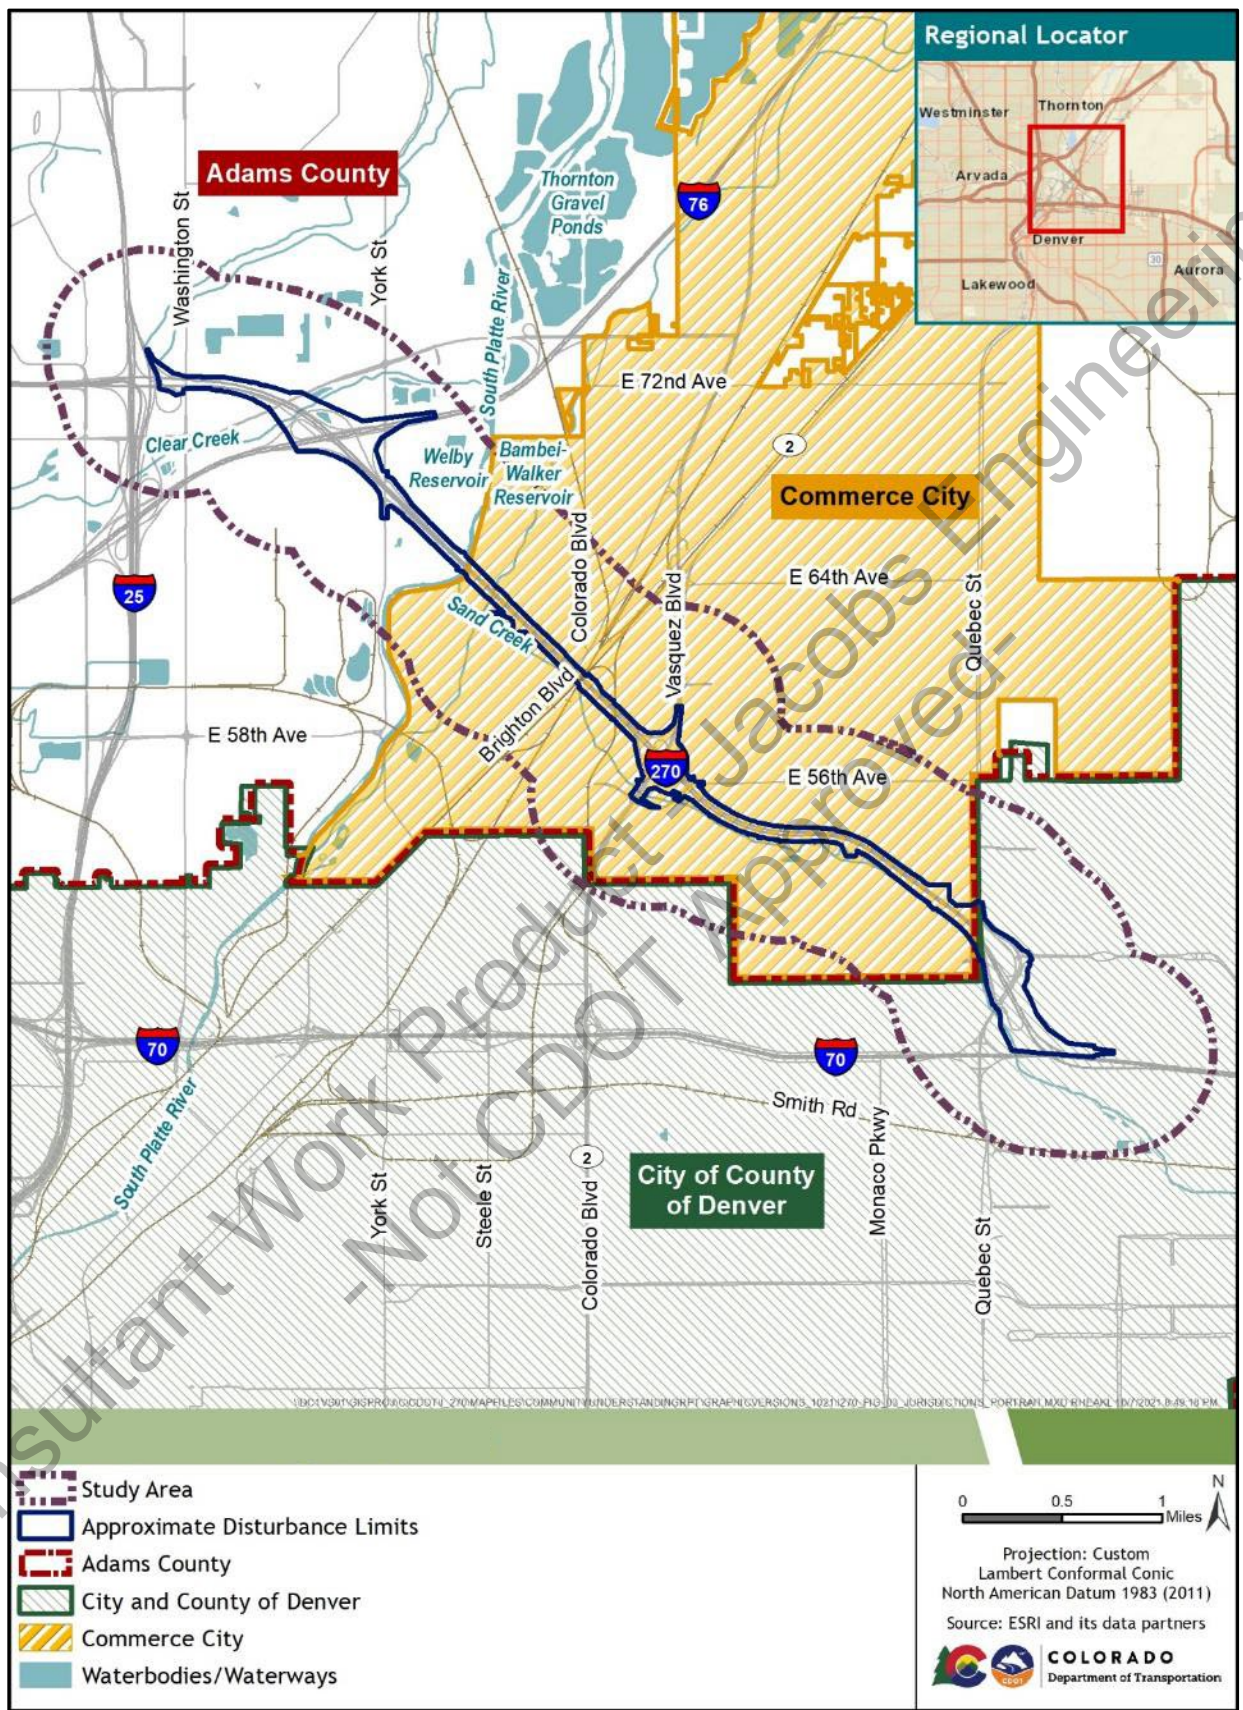 Regional Locator
Westminster
Thornton
Arvada
Denver
30
Aurora
Lakewood
Adams County
Washington St
York St
Thornton
Gravel
Ponds
76
South Platte River
E 72nd Ave
2
Clear Creek
Welby
Reservoir
Bambei-
Walker
Reservoir
Commerce City
Colorado Blvd
25
E 64th Ave
Vasquez Blvd
Quebec St
Sand Creek
Brighton Blvd
E 58th Ave
270
E 56th Ave
70
70
South Platte River
Smith Rd
York St
Steele St
2
Colorado Blvd
City of County
of Denver
Monaco Pkwy
Quebec St
Consultant Work Product - Jacobs Engineering
-Not CDOT Approved-
Study Area
Approximate Disturbance Limits
Adams County
City and County of Denver
Commerce City
Waterbodies/Waterways
N
0 0.5 1
Miles
Projection: Custom
Lambert Conformal Conic
North American Datum 1983 (2011)
Source: ESRI and its data partners
CDOT
COLORADO
Department of Transportation